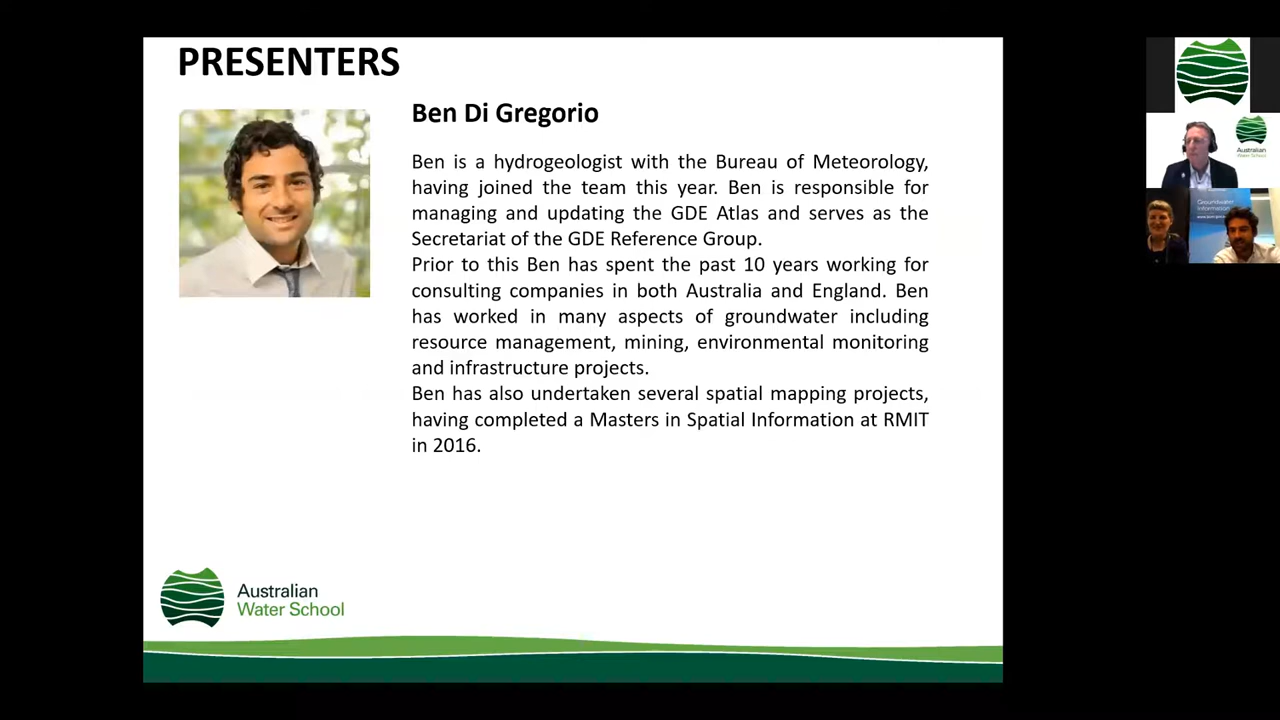 PRESENTERS
Ben Di Gregorio
Ben is a hydrogeologist with the Bureau of Meteorology,
having joined the team this year. Ben is responsible for
managing and updating the GDE Atlas and serves as the
Secretariat of the GDE Reference Group.
Prior to this Ben has spent the past 10 years working for
consulting companies in both Australia and England. Ben
has worked in many aspects of groundwater including
resource management, mining, environmental monitoring
and infrastructure projects.
Ben has also undertaken several spatial mapping projects,
having completed a Masters in Spatial Information at RMIT
in 2016.
Australian
Water School
Australian
Water School
Groundwater
Information